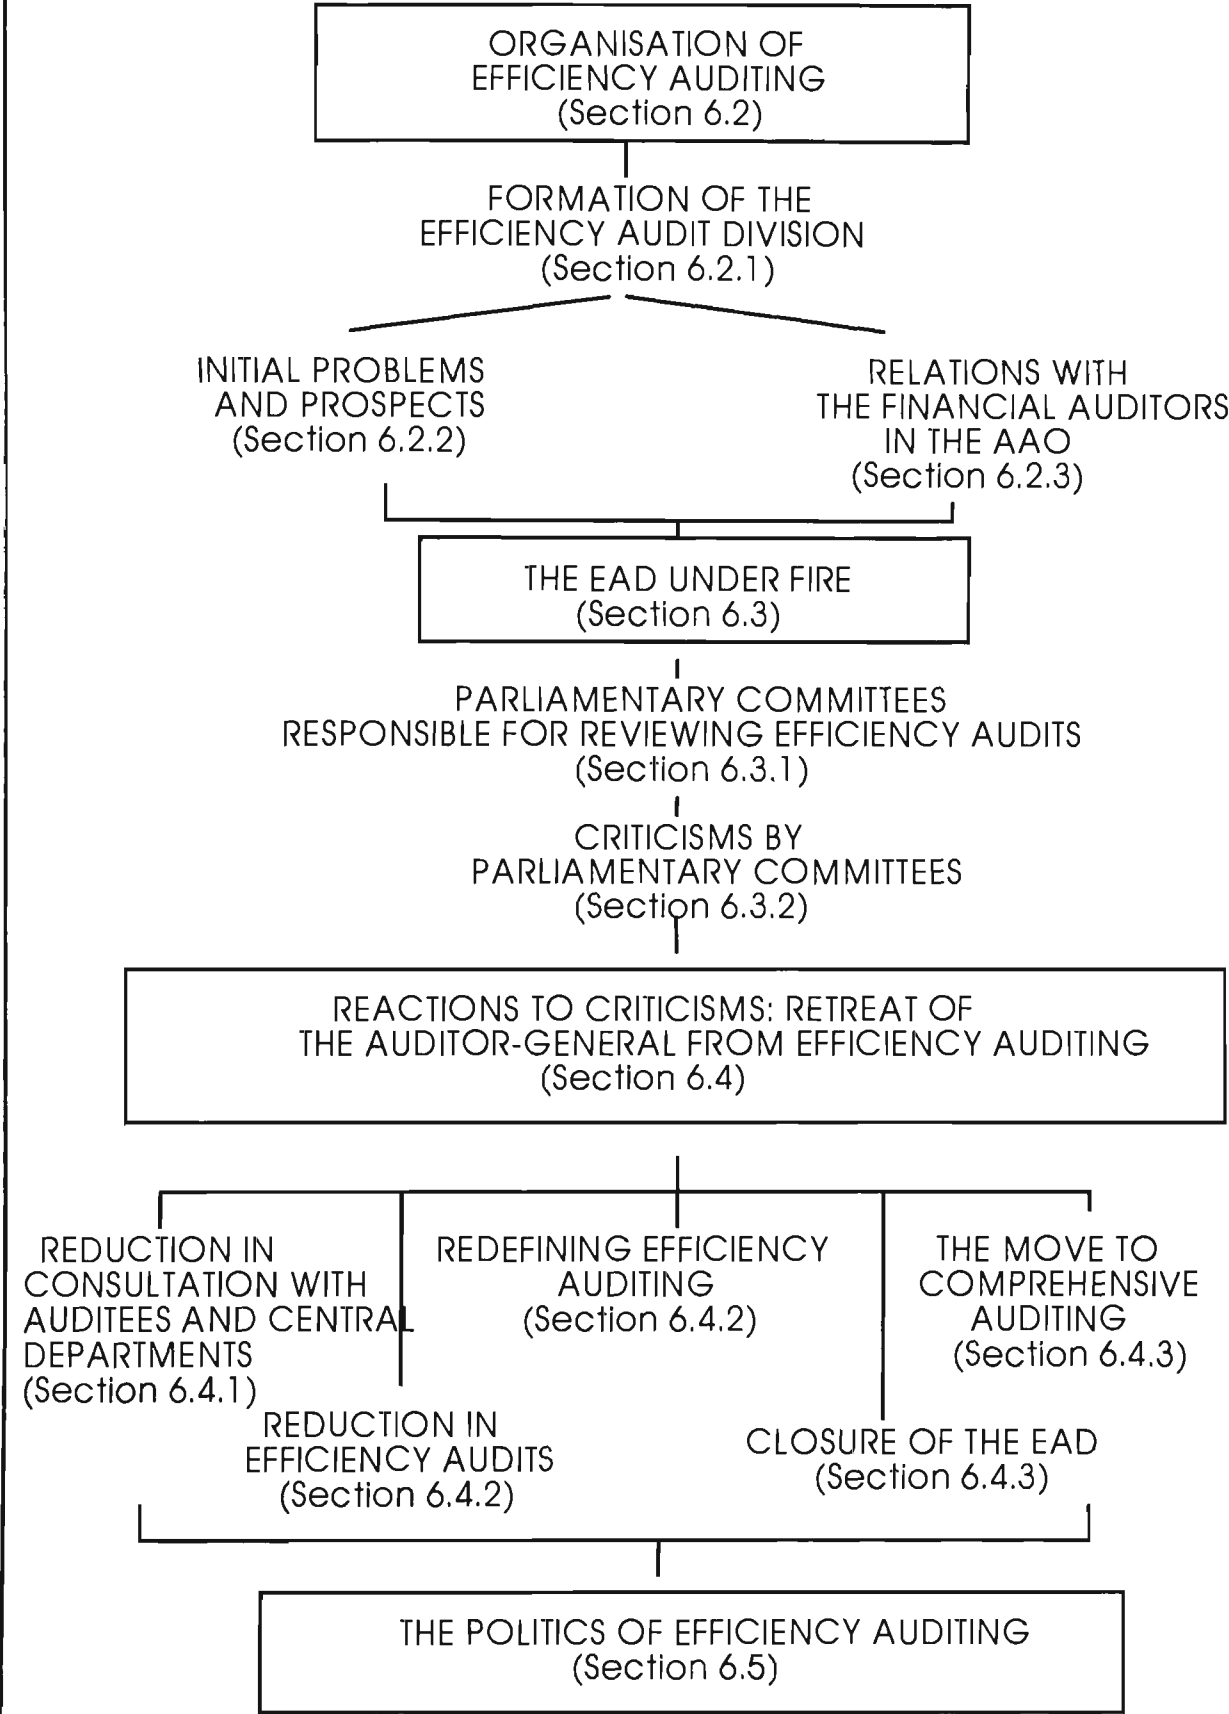 ORGANISATION OF
EFFICIENCY AUDITING
(Section 6.2)
FORMATION OF THE
EFFICIENCY AUDIT DIVISION
(Section 6.2.1)
INITIAL PROBLEMS
AND PROSPECTS
(Section 6.2.2)
RELATIONS WITH
THE FINANCIAL AUDITORS
IN THE AAO
(Section 6.2.3)
THE EAD UNDER FIRE
(Section 6.3)
PARLIAMENTARY COMMITTEES
RESPONSIBLE FOR REVIEWING EFFICIENCY AUDITS
(Section 6.3.1)
CRITICISMS BY
PARLIAMENTARY COMMITTEES
(Section 6.3.2)
REACTIONS TO CRITICISMS: RETREAT OF
THE AUDITOR-GENERAL FROM EFFICIENCY AUDITING
(Section 6.4)
REDUCTION IN
CONSULTATION WITH
AUDITEES AND CENTRAL
DEPARTMENTS
(Section 6.4.1)
REDUCTION IN
EFFICIENCY AUDITS
(Section 6.4.2)
REDEFINING EFFICIENCY
AUDITING
(Section 6.4.2)
CLOSURE OF THE EAD
(Section 6.4.3)
THE MOVE TO
COMPREHENSIVE
AUDITING
(Section 6.4.3)
THE POLITICS OF EFFICIENCY AUDITING
(Section 6.5)